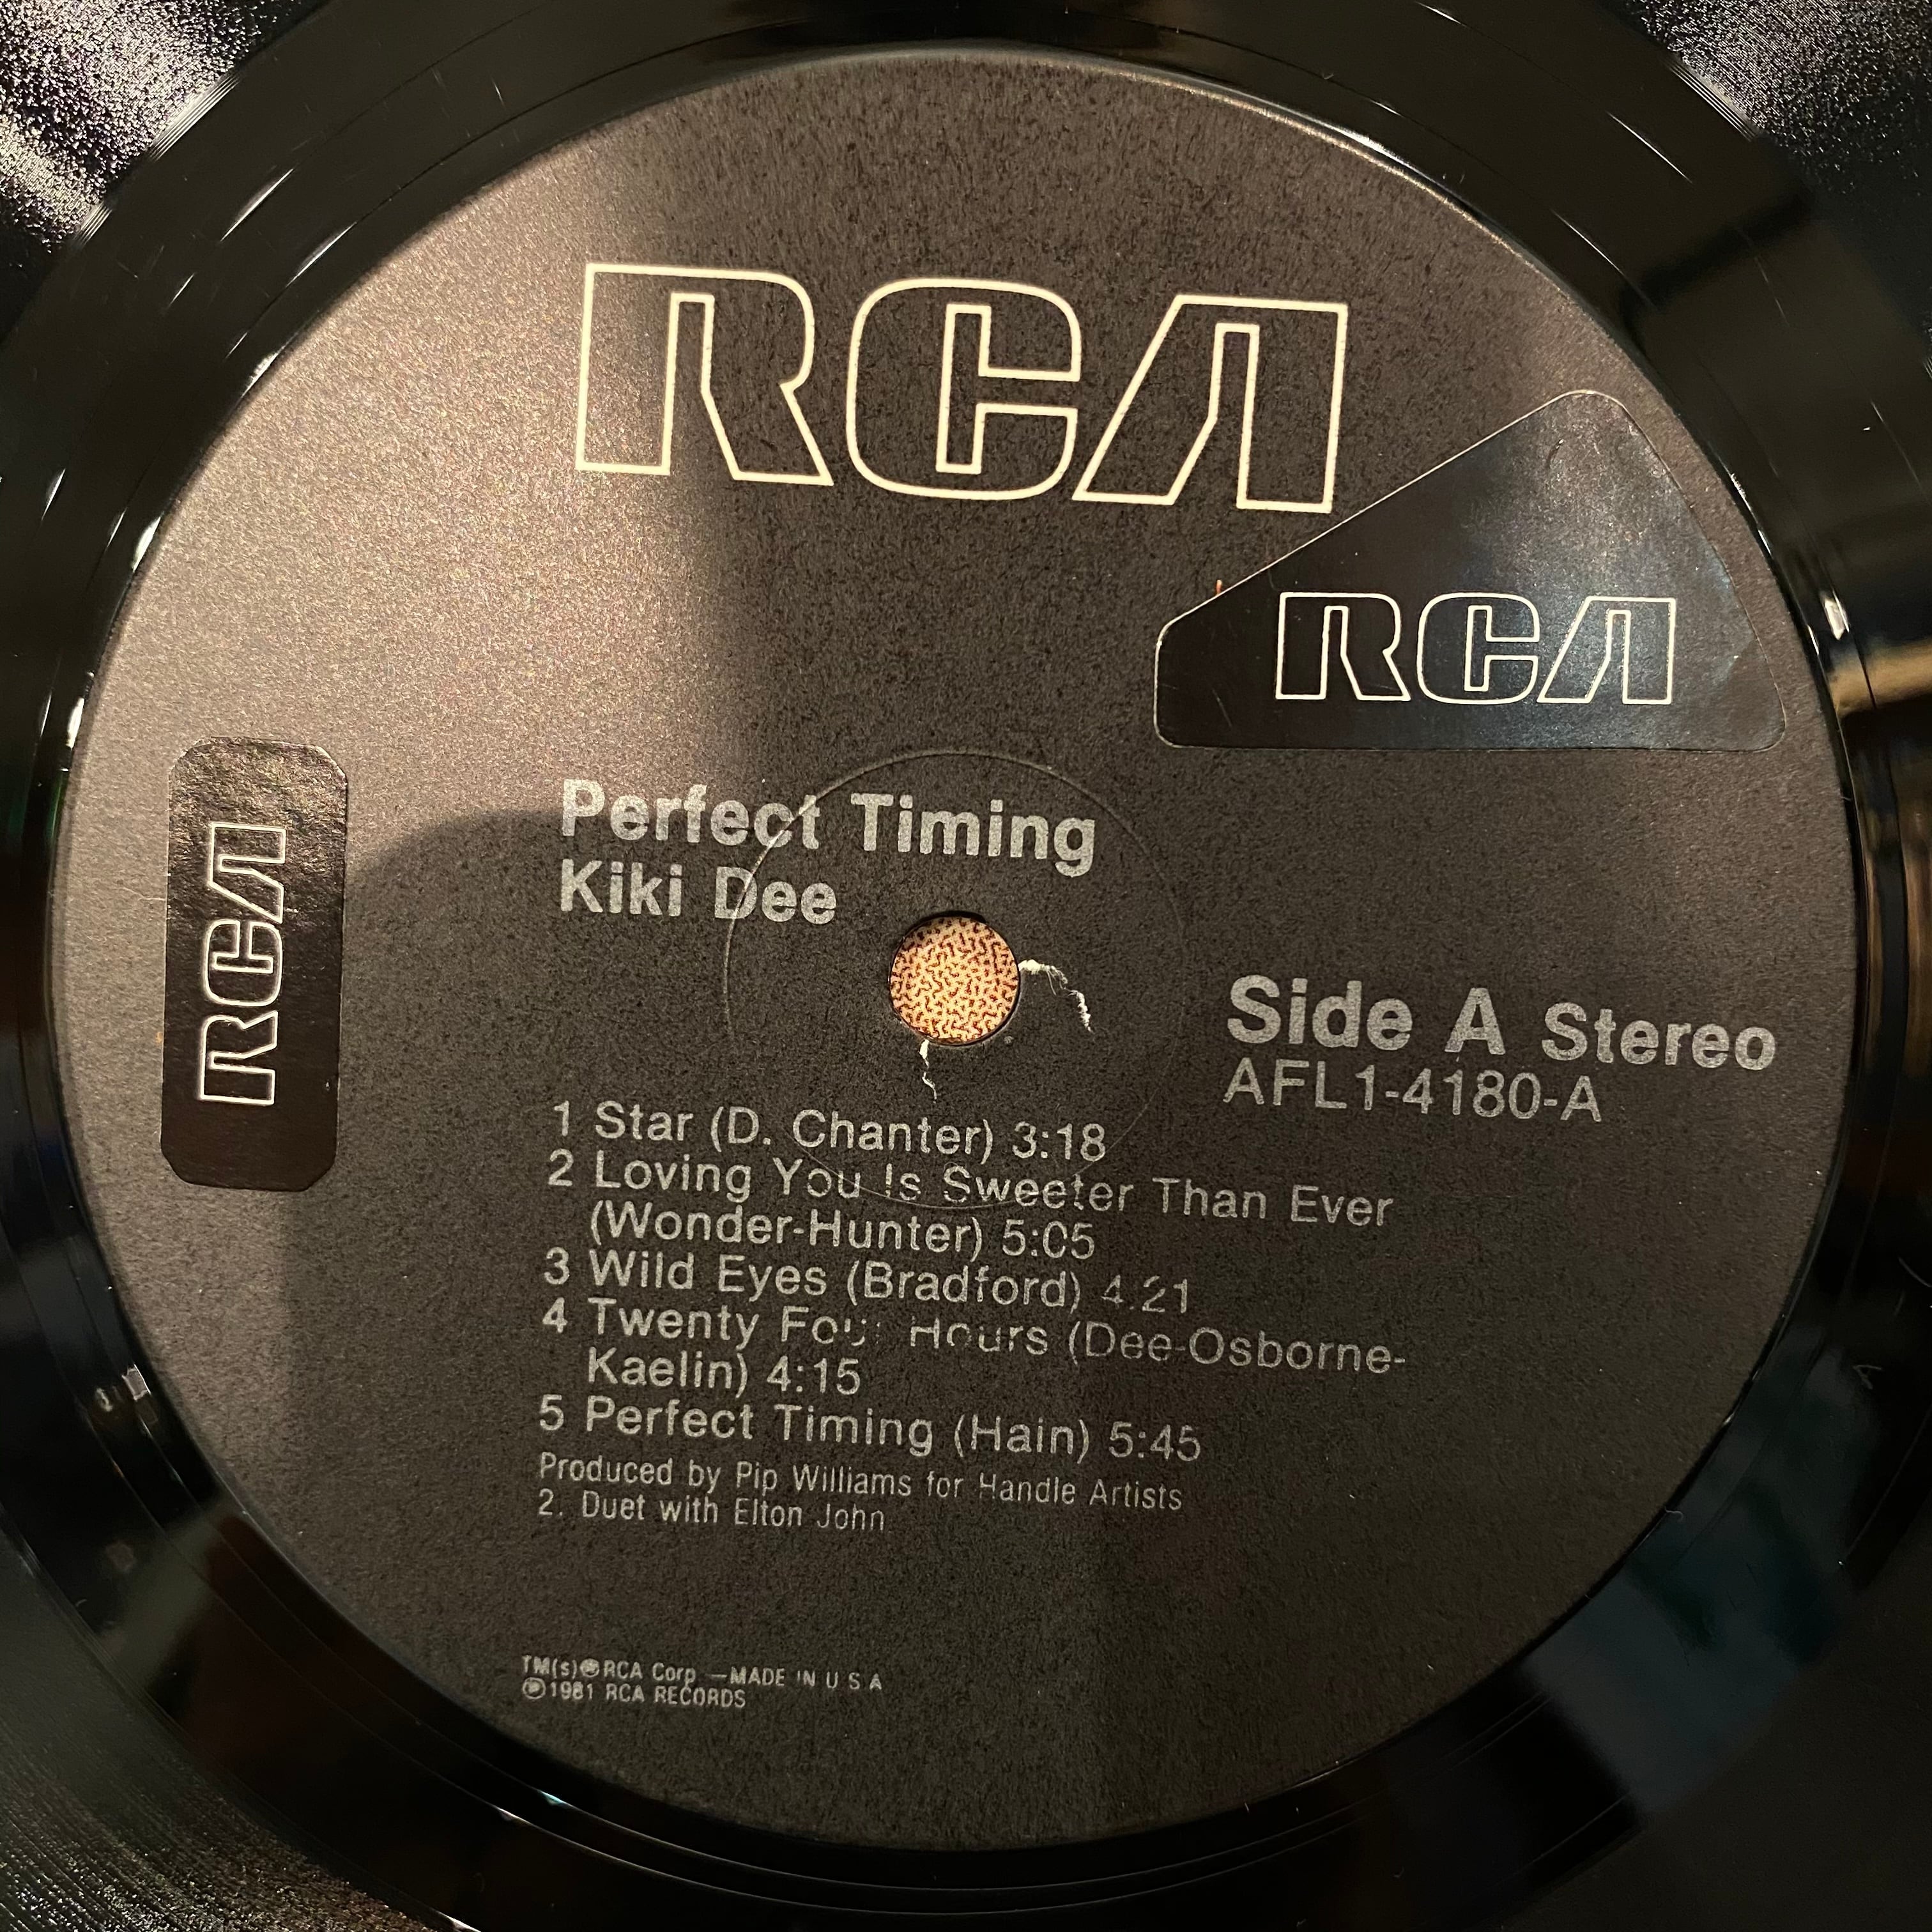 RCA
RCA
RCA
Perfect Timing
Kiki Dee
Side A Stereo
AFL1-4180-A
1 Star (D. Chanter) 3:18
2 Loving You Is Sweeter Than Ever
(Wonder-Hunter) 5:05
3 Wild Eyes (Bradford) 4:21
4 Twenty Four Hours (Dee-Osborne-
Kaelin) 4:15
5 Perfect Timing (Hain) 5:45
Produced by Pip Williams for Handle Artists
2. Duet with Elton John
TM(s)®RCA Corp —MADE IN U S A
℗1981 RCA RECORDS